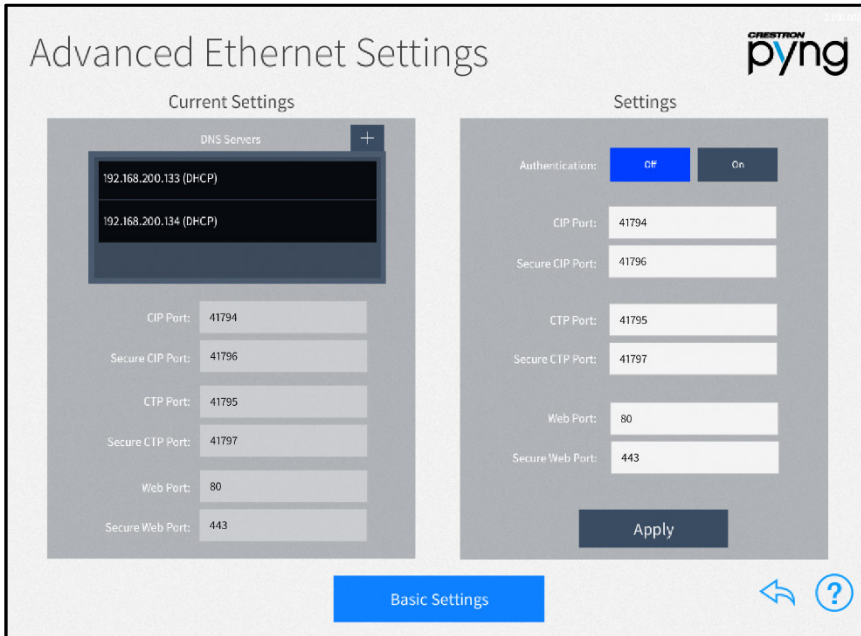 Advanced Ethernet Settings
CRESTRON
pyng
Current Settings
DNS Servers
+
192.168.200.133 (DHCP)
192.168.200.134 (DHCP)
CIP Port: 41794
Secure CIP Port: 41796
CTP Port: 41795
Secure CTP Port: 41797
Web Port: 80
Secure Web Port: 443
Settings
Authentication: Off On
CIP Port: 41794
Secure CIP Port: 41796
CTP Port: 41795
Secure CTP Port: 41797
Web Port: 80
Secure Web Port: 443
Apply
Basic Settings
?